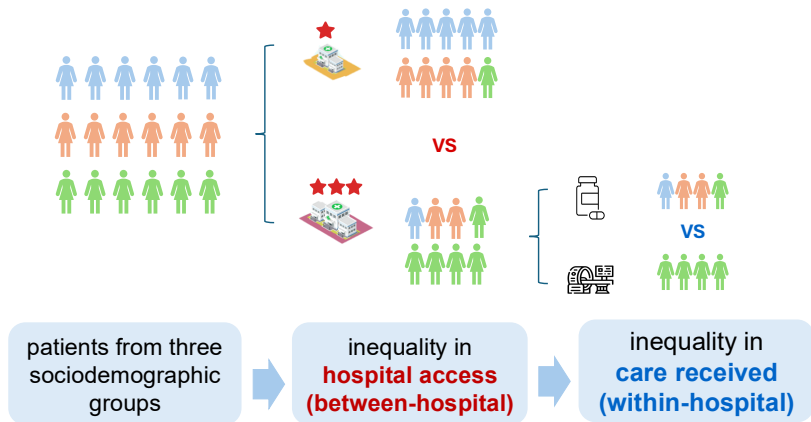 vs
vs
patients from three
sociodemographic
groups
inequality in
hospital access
(between-hospital)
inequality in
care received
(within-hospital)